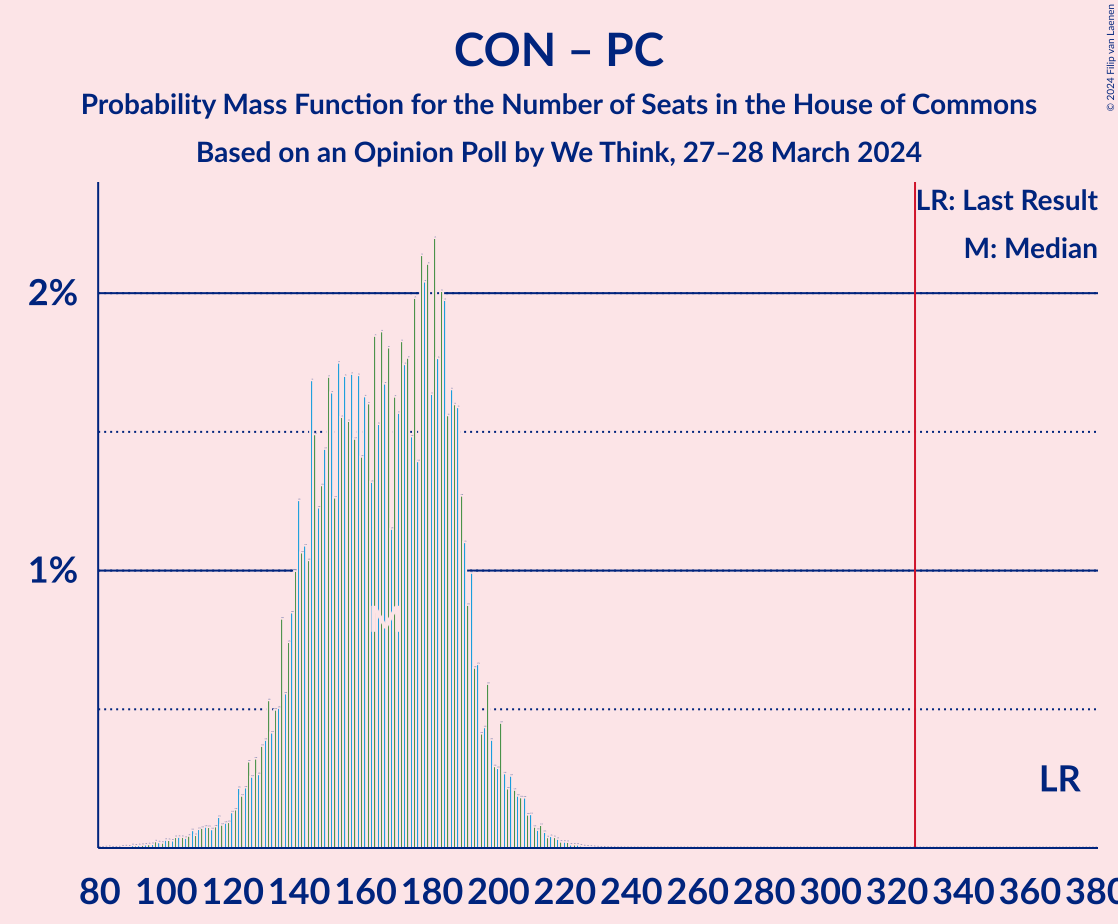 CON – PC
Probability Mass Function for the Number of Seats in the House of Commons
Based on an Opinion Poll by We Think, 27–28 March 2024
© 2024 Filip van Laenen
LR: Last Result
M: Median
2%
1%
M
LR
80 100 120 140 160 180 200 220 240 260 280 300 320 340 360 380